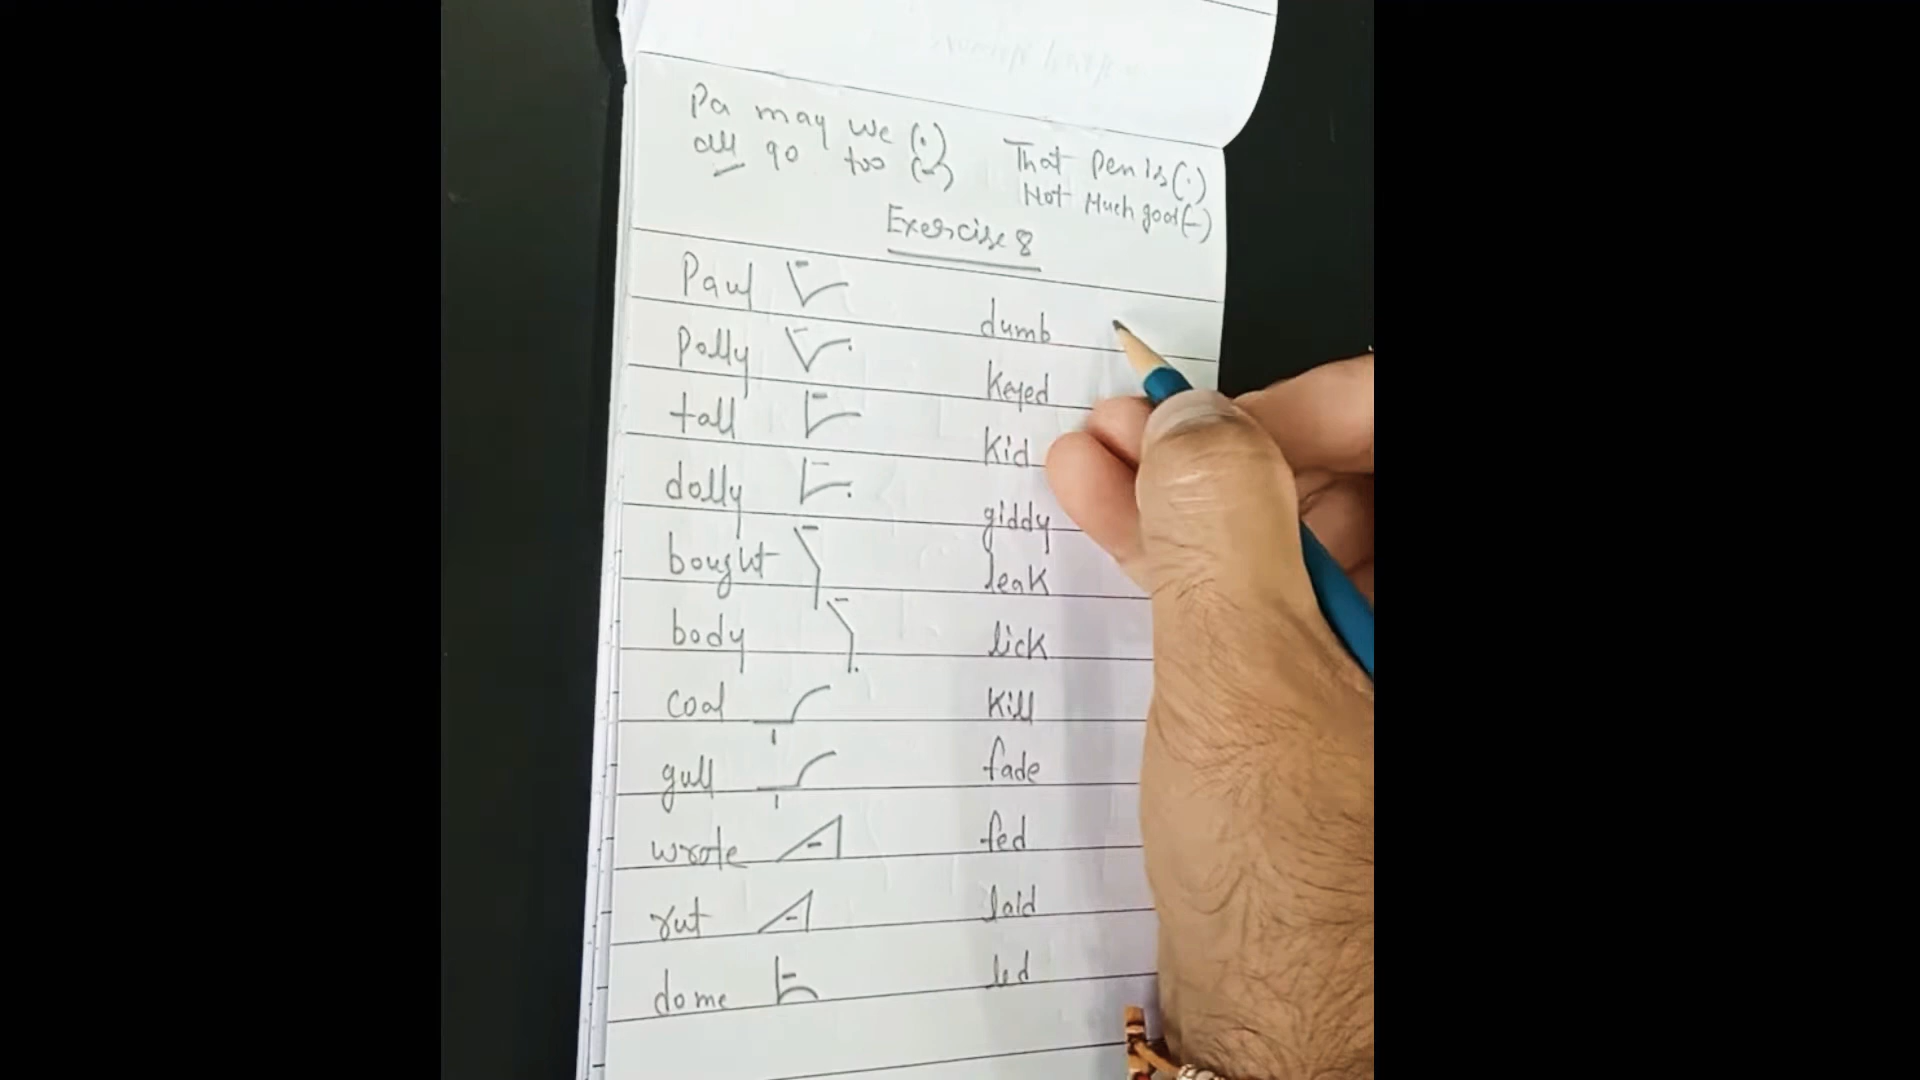 Pa may we (.)
all go too (-)
That Pen is (.)
Not Much good (-)
Exercise 8
Paul
Polly
tall
dolly
bought
body
coal
gull
wrote
rut
dome
dumb
Keyed
Kid
giddy
leak
lick
Kill
fade
fed
laid
led